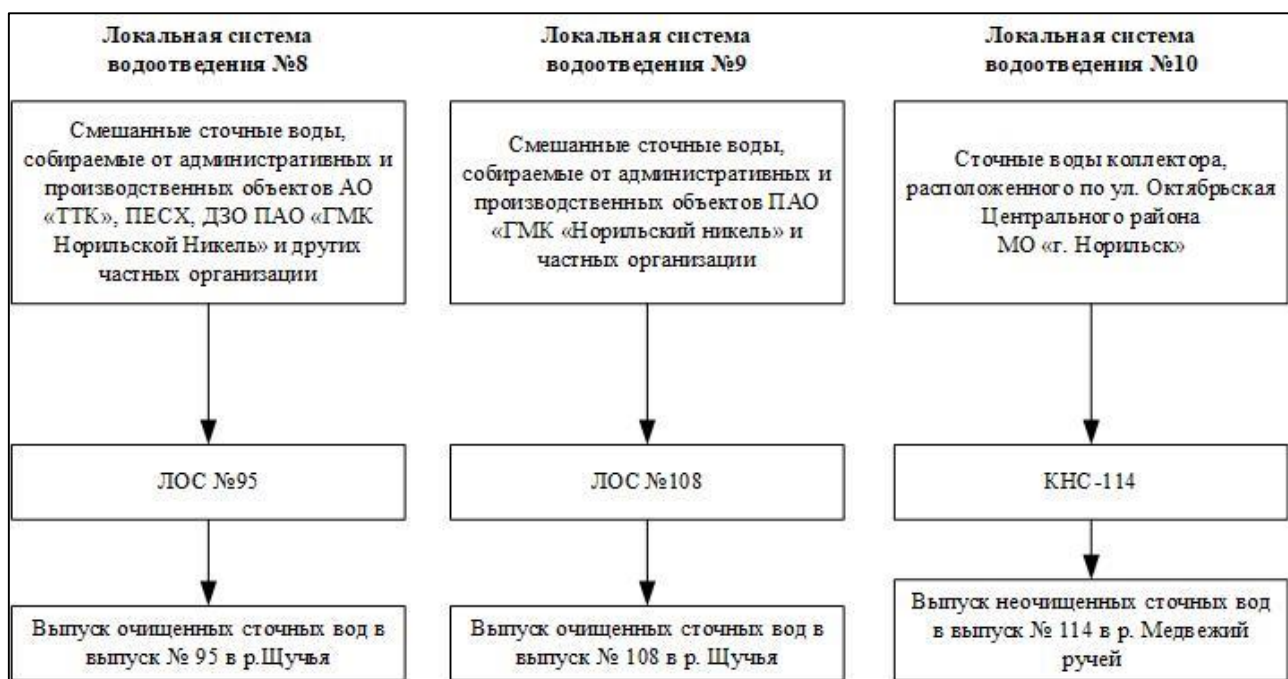 Локальная система
водоотведения №8
Смешанные сточные воды,
собираемые от административных и
производственных объектов АО
«ТТК», ПЕСХ, ДЗО ПАО «ГМК
Норильской Никель» и других
частных организации
ЛОС №95
Выпуск очищенных сточных вод в
выпуск № 95 в р.Щучья
Локальная система
водоотведения №9
Смешанные сточные воды,
собираемые от административных и
производственных объектов ПАО
«ГМК «Норильский никель» и
частных организации
ЛОС №108
Выпуск очищенных сточных вод в
выпуск № 108 в р. Щучья
Локальная система
водоотведения №10
Сточные воды коллектора,
расположенного по ул. Октябрьская
Центрального района
МО «г. Норильск»
КНС-114
Выпуск неочищенных сточных вод
в выпуск № 114 в р. Медвежий
ручей